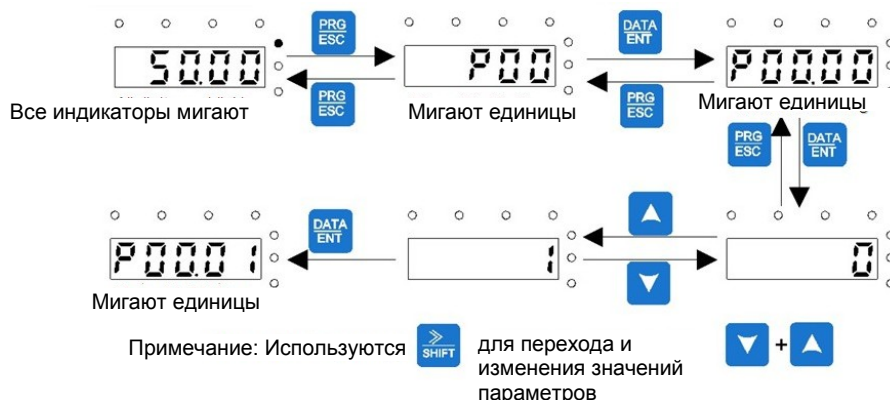 PRG
ESC
DATA
ENT
50.00
P00
P00.00
PRG
ESC
PRG
ESC
Все индикаторы мигают
Мигают единицы
Мигают единицы
PRG
ESC
DATA
ENT
DATA
ENT
P00.01
1
0
Мигают единицы
Примечание: Используются
SHIFT
для перехода и
изменения значений
параметров
+